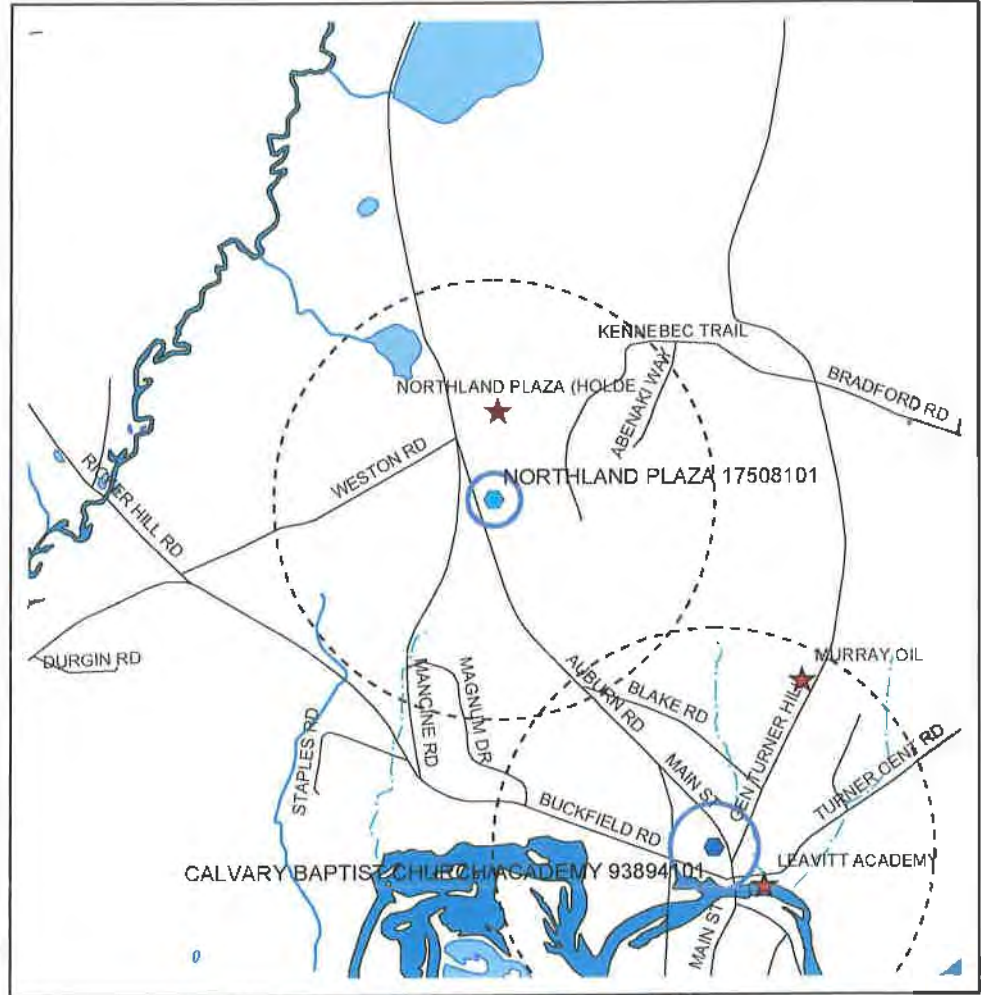 KENNEBEC TRAIL
BRADFORD RD
NORTHLAND PLAZA (HOLDE
ABENAKI WAY
WESTON RD
NORTHLAND PLAZA 17508101
RICKER HILL RD
DURGIN RD
MURRAY OIL
MANCINE RD
MAGNUM DR
AUBURN RD
BLAKE RD
CEN TURNER HILL
TURNER CENT RD
STAPLES RD
MAIN ST
BUCKFIELD RD
LEAVITT ACADEMY
CALVARY BAPTIST CHURCH/ACADEMY 93894101
MAIN ST